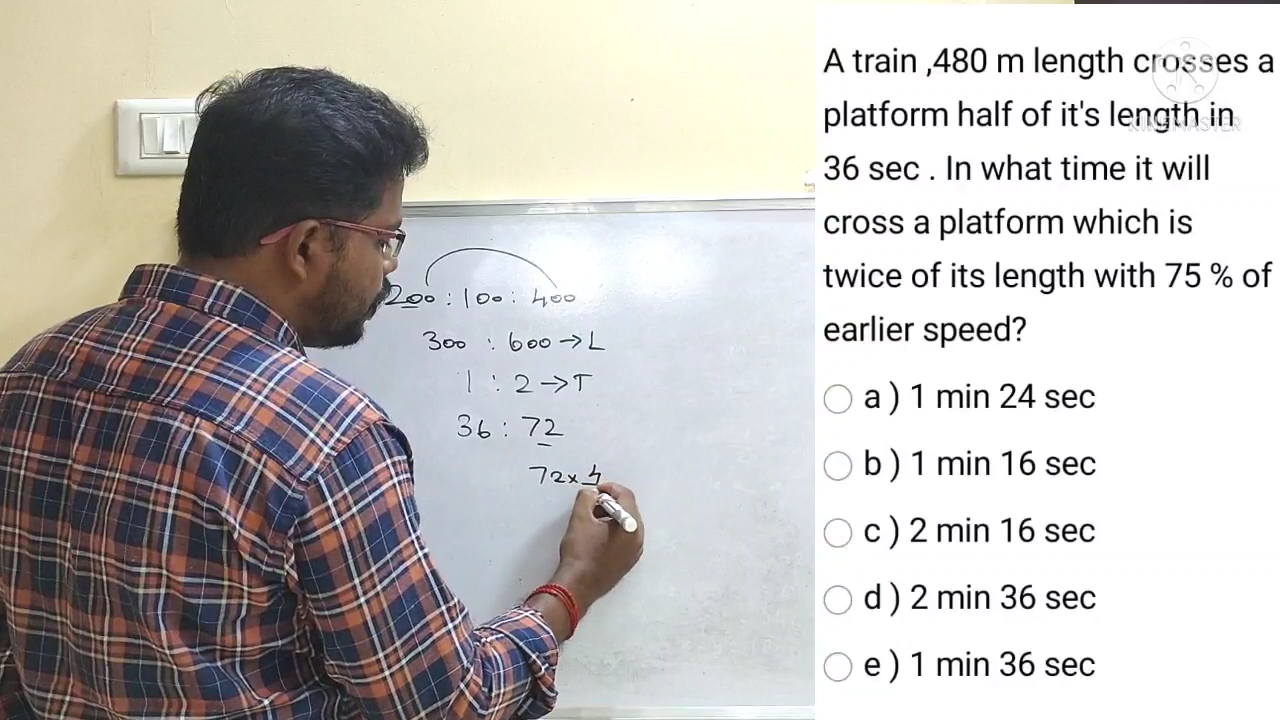 200 : 100 : 400
300 : 600 → L
1 : 2 → T
36 : 72
72 × 4
A train ,480 m length crosses a
platform half of it's length in
36 sec . In what time it will
cross a platform which is
twice of its length with 75 % of
earlier speed?
a ) 1 min 24 sec
b ) 1 min 16 sec
c ) 2 min 16 sec
d ) 2 min 36 sec
e ) 1 min 36 sec
KINEMASTER